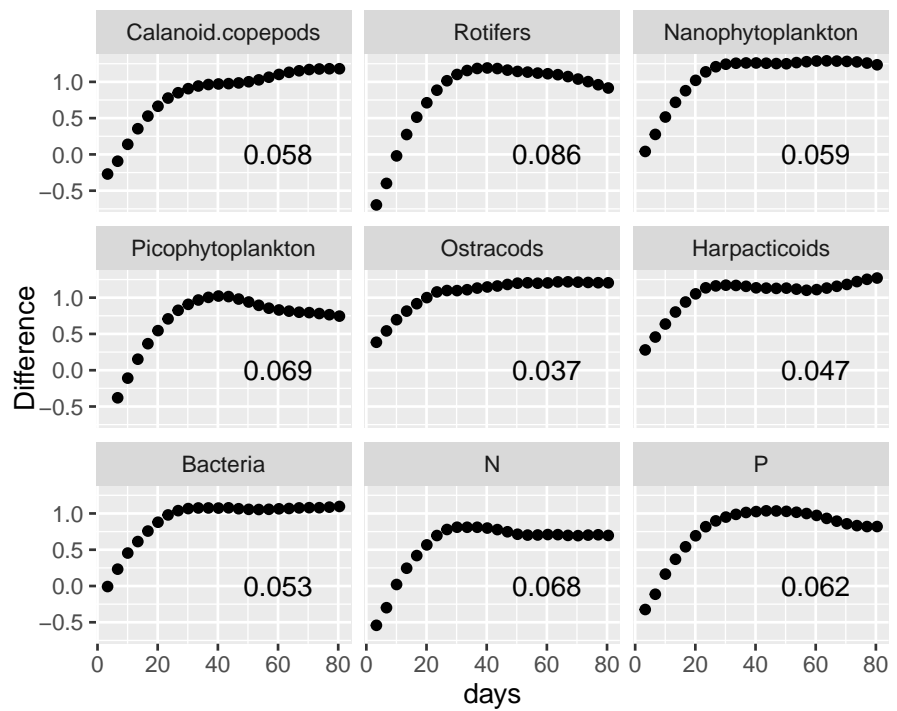 Calanoid.copepods Rotifers Nanophytoplankton
1.0
0.5
0.0
−0.5
0.058 0.086 0.059
Picophytoplankton Ostracods Harpacticoids
1.0
0.5
0.0
−0.5
0.069 0.037 0.047
Difference
Bacteria N P
1.0
0.5
0.0
−0.5
0.053 0.068 0.062
0 20 40 60 80 0 20 40 60 80 0 20 40 60 80
days